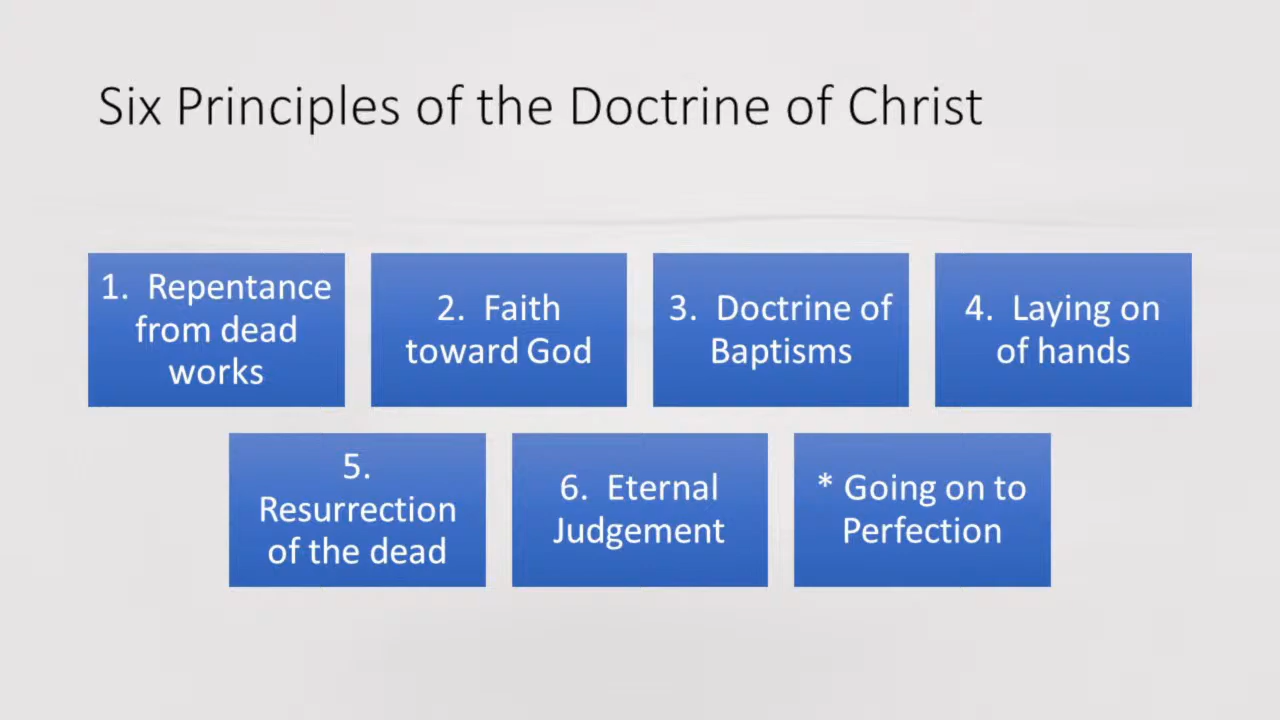 Six Principles of the Doctrine of Christ
1. Repentance
from dead
works
2. Faith
toward God
3. Doctrine of
Baptisms
4. Laying on
of hands
5.
Resurrection
of the dead
6. Eternal
Judgement
* Going on to
Perfection